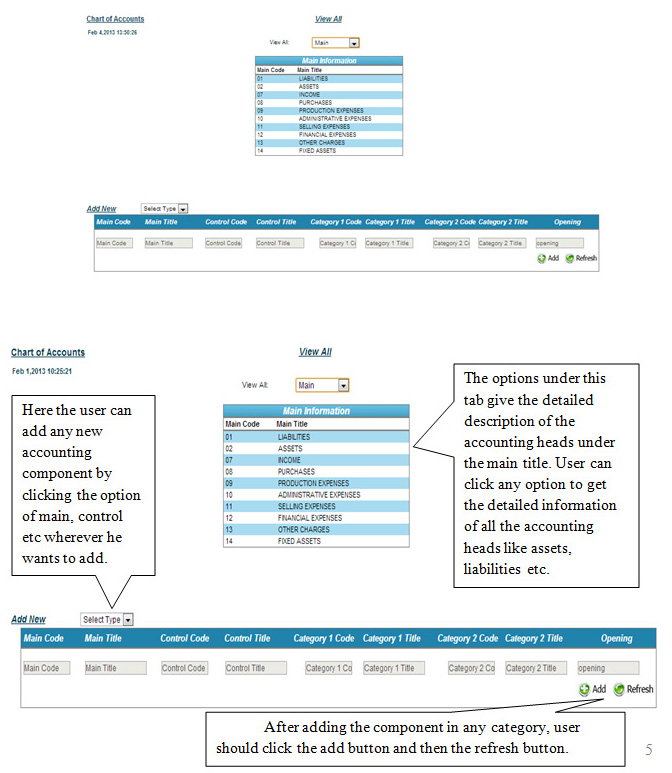 Chart of Accounts
View All
Feb 4,2013 13:50:26
View All:
Main
Main Information
Main Code Main Title
01 LIABILITIES
02 ASSETS
07 INCOME
08 PURCHASES
09 PRODUCTION EXPENSES
10 ADMINISTRATIVE EXPENSES
11 SELLING EXPENSES
12 FINANCIAL EXPENSES
13 OTHER CHARGES
14 FIXED ASSETS
Add New Select Type
Main Code Main Title Control Code Control Title Category 1 Code Category 1 Title Category 2 Code Category 2 Title Opening
Main Code Main Title Control Code Control Title Category 1 C Category 1 Title Category 2 C Category 2 Title opening
Add Refresh
Chart of Accounts
View All
Feb 1,2013 10:25:21
View All: Main
Main Information
Main Code Main Title
01 LIABILITIES
02 ASSETS
07 INCOME
08 PURCHASES
09 PRODUCTION EXPENSES
10 ADMINISTRATIVE EXPENSES
11 SELLING EXPENSES
12 FINANCIAL EXPENSES
13 OTHER CHARGES
14 FIXED ASSETS
Here the user can
add any new
accounting
component by
clicking the option
of main, control
etc wherever he
wants to add.
The options under this
tab give the detailed
description of the
accounting heads under
the main title. User can
click any option to get
the detailed information
of all the accounting
heads like assets,
liabilities etc.
Add New Select Type
Main Code Main Title Control Code Control Title Category 1 Code Category 1 Title Category 2 Code Category 2 Title Opening
Main Code Main Title Control Code Control Title Category 1 Co Category 1 Title Category 2 Co Category 2 Title opening
Add Refresh
After adding the component in any category, user
should click the add button and then the refresh button.
5